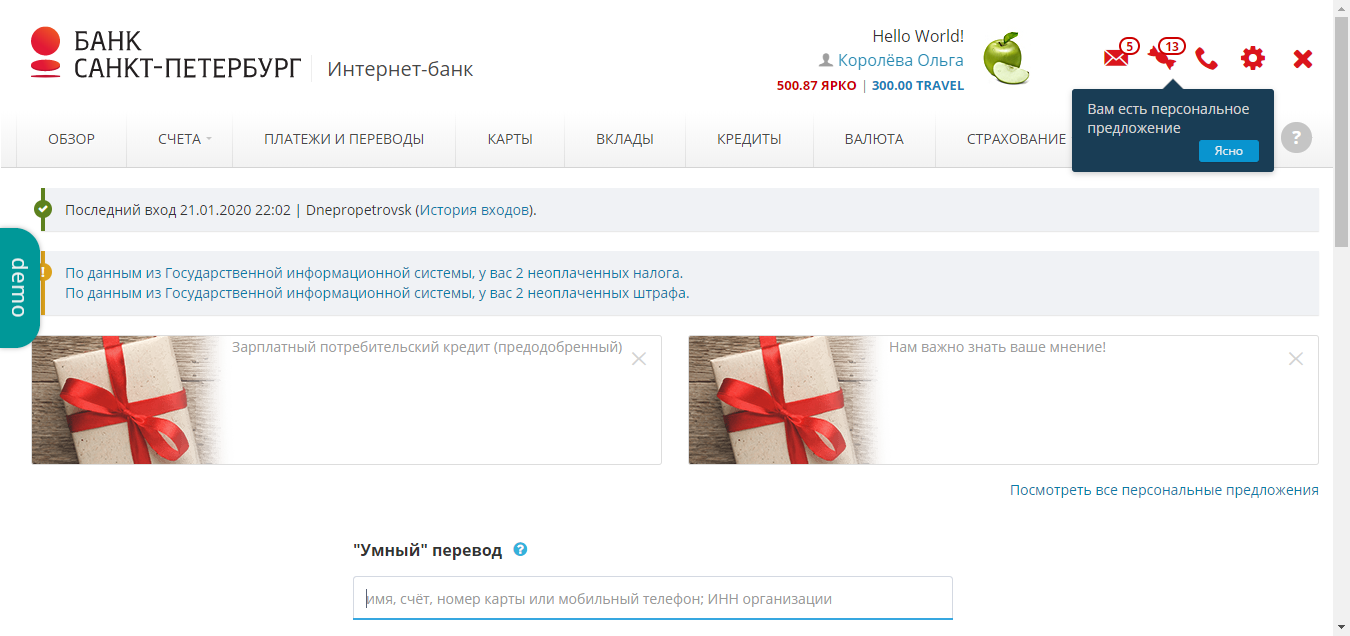 БАНК
САНКТ-ПЕТЕРБУРГ
Интернет-банк
Hello World!
Королёва Ольга
500.87 ЯРКО | 300.00 TRAVEL
5
13
Вам есть персональное
предложение
Ясно
?
ОБЗОР
СЧЕТА
ПЛАТЕЖИ И ПЕРЕВОДЫ
КАРТЫ
ВКЛАДЫ
КРЕДИТЫ
ВАЛЮТА
СТРАХОВАНИЕ
Последний вход 21.01.2020 22:02 | Dnepropetrovsk (История входов).
demo
!
По данным из Государственной информационной системы, у вас 2 неоплаченных налога.
По данным из Государственной информационной системы, у вас 2 неоплаченных штрафа.
Зарплатный потребительский кредит (предодобренный)
Нам важно знать ваше мнение!
Посмотреть все персональные предложения
"Умный" перевод ?
имя, счёт, номер карты или мобильный телефон; ИНН организации